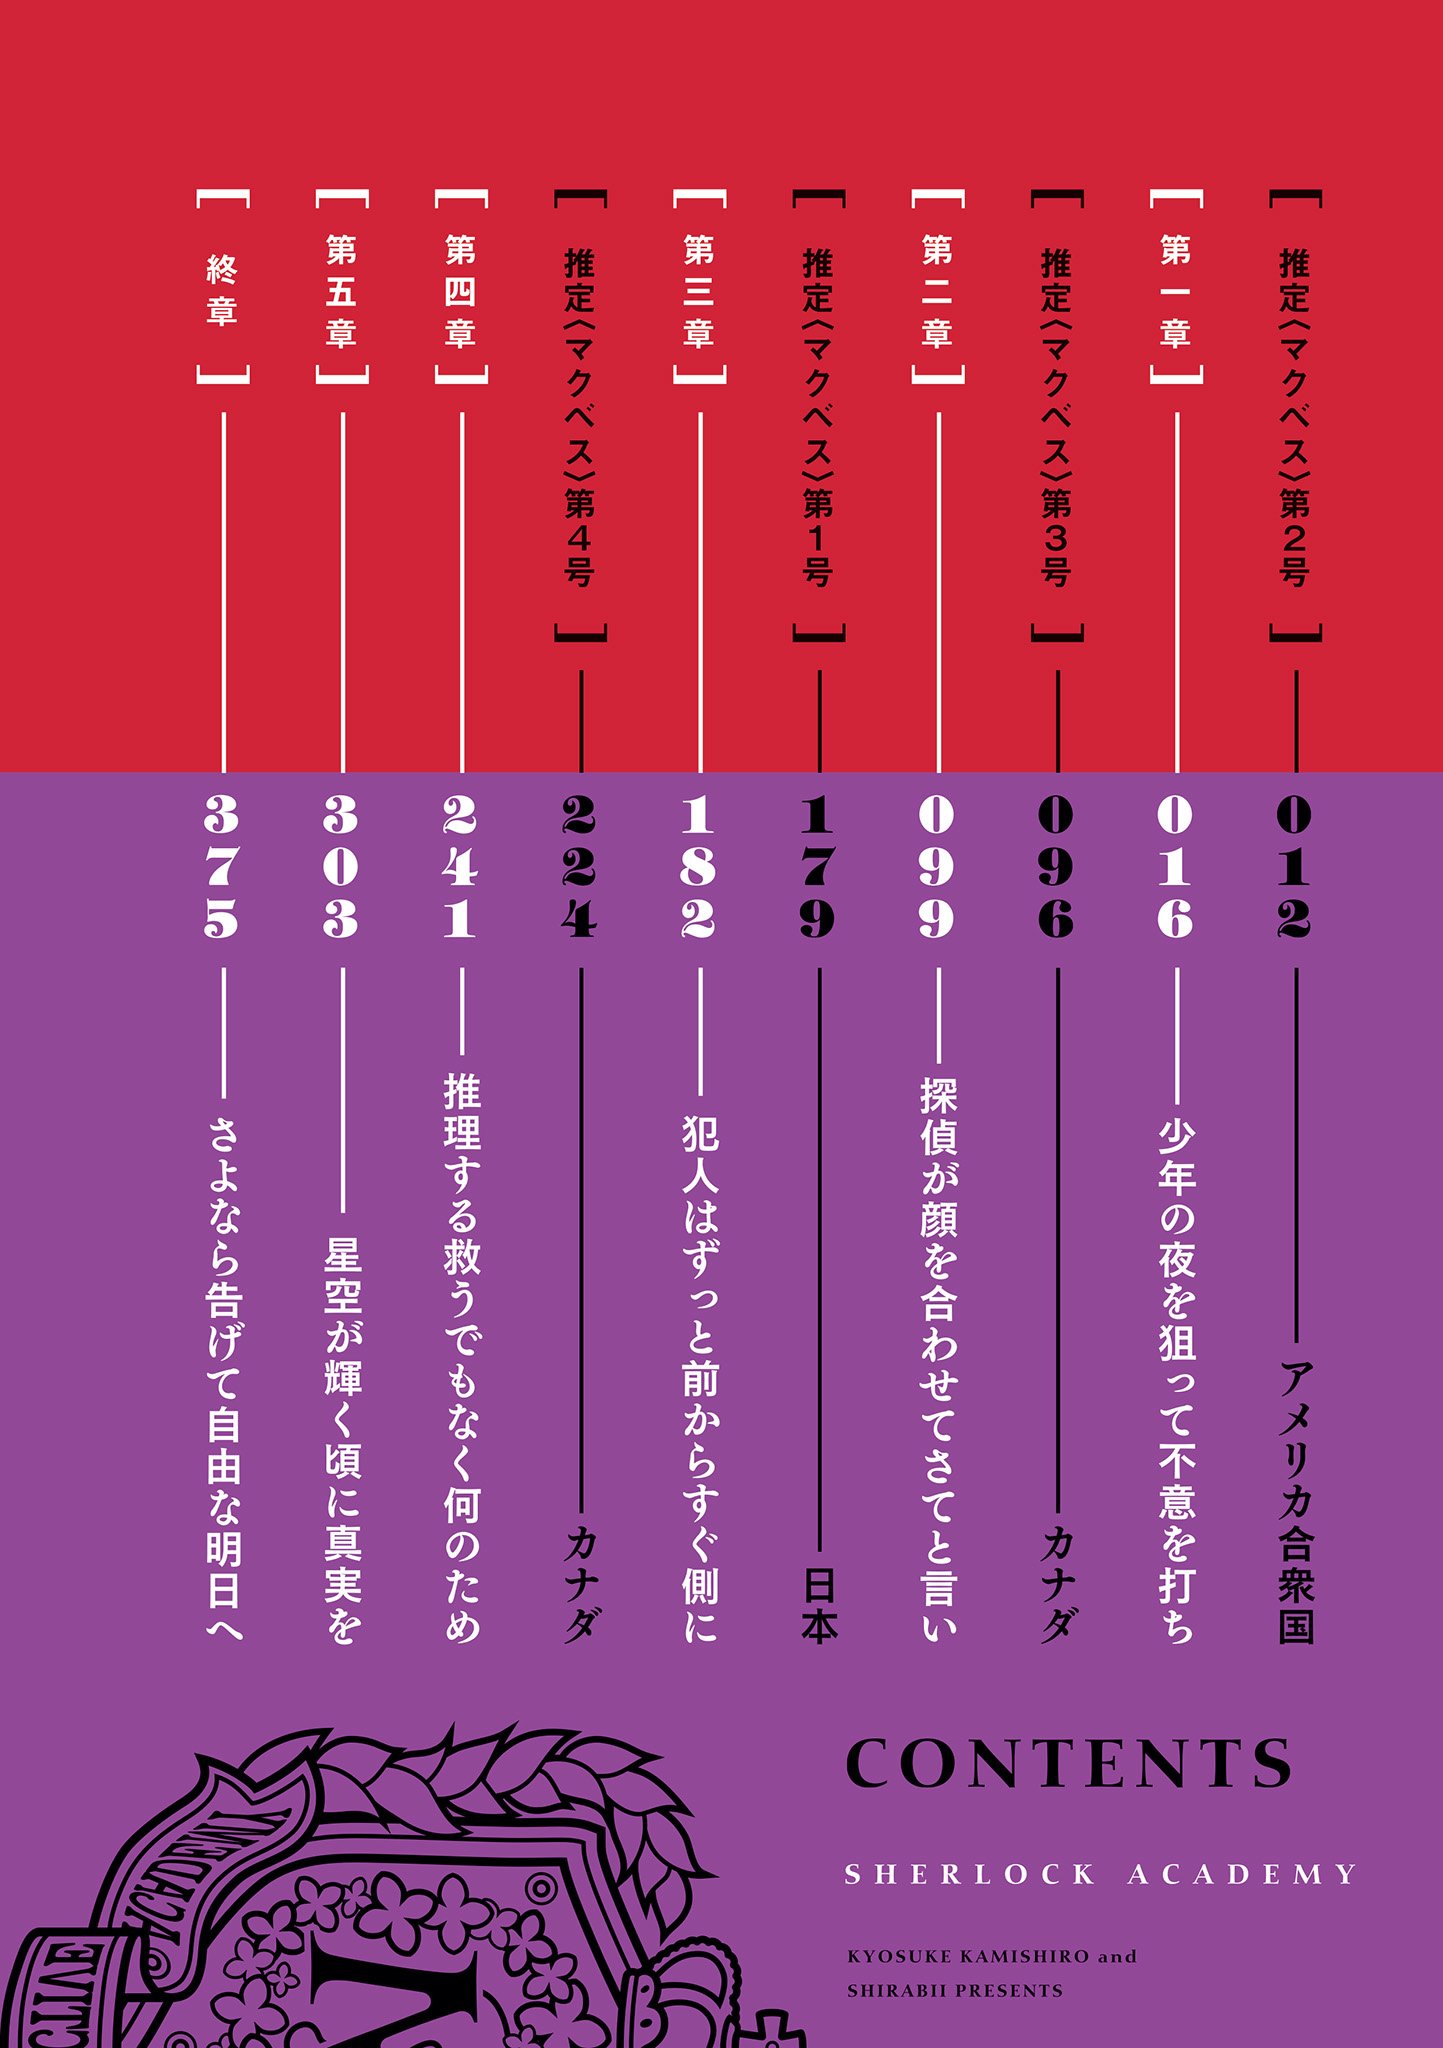 [推定〈マクベス〉第2号] 012 アメリカ合衆国
[第一章] 016 少年の夜を狙って不意を打ち
[推定〈マクベス〉第3号] 096 カナダ
[第二章] 099 探偵が顔を合わせてさてと言い
[推定〈マクベス〉第1号] 179 日本
[第三章] 182 犯人はずっと前からすぐ側に
[推定〈マクベス〉第4号] 224 カナダ
[第四章] 241 推理する救うでもなく何のため
[第五章] 303 星空が輝く頃に真実を
[終章] 375 さよなら告げて自由な明日へ
CONTENTS
SHERLOCK ACADEMY
KYOSUKE KAMISHIRO and
SHIRABII PRESENTS
ACADEMY